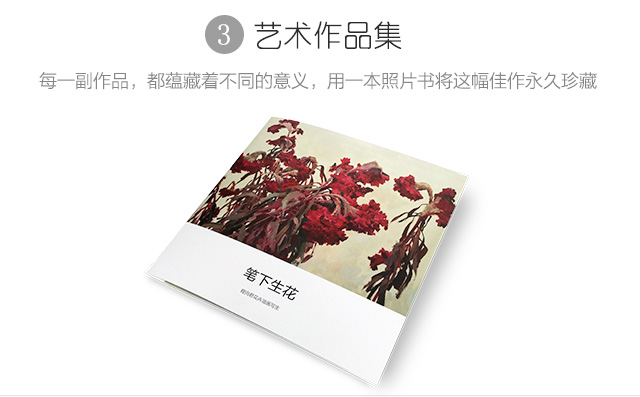 3 艺术作品集
每一副作品，都蕴藏着不同的意义，用一本照片书将这幅佳作永久珍藏
笔下生花